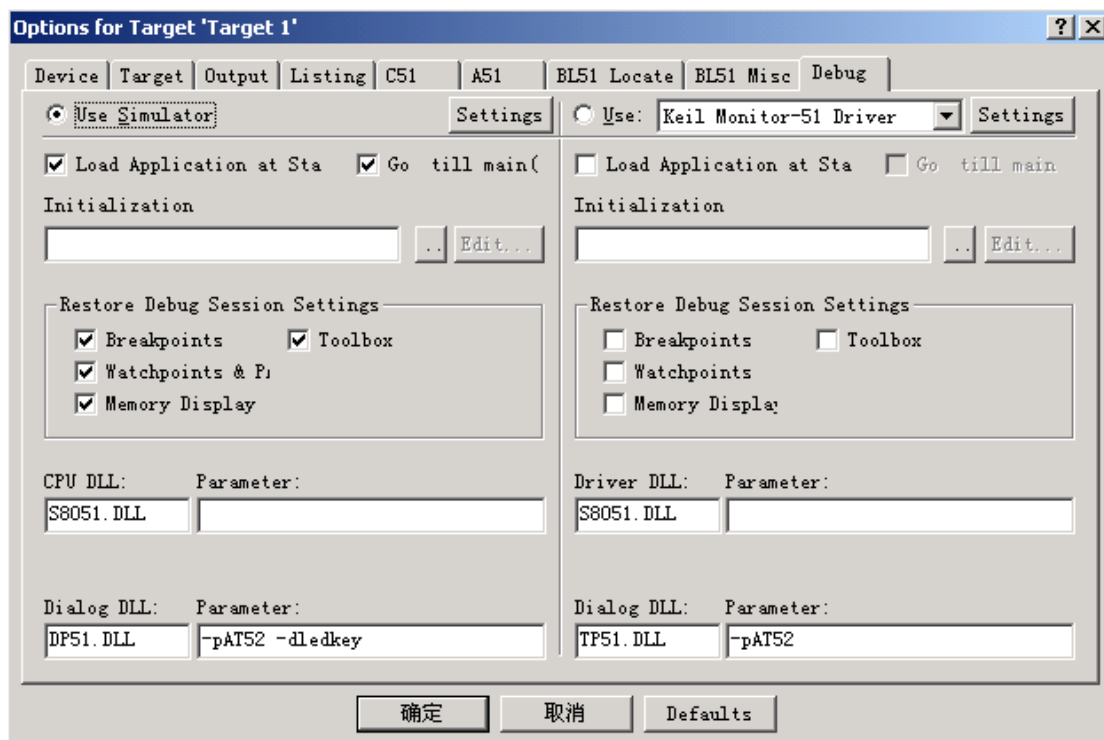 Options for Target 'Target 1'
Device Target Output Listing C51 A51 BL51 Locate BL51 Misc Debug
Use Simulator Settings Use: Keil Monitor-51 Driver Settings
Load Application at Sta Go till main( Load Application at Sta Go till main
Initialization Initialization
.. Edit... .. Edit...
Restore Debug Session Settings Restore Debug Session Settings
Breakpoints Toolbox Breakpoints Toolbox
Watchpoints & P Watchpoints
Memory Display Memory Display
CPU DLL: Parameter: Driver DLL: Parameter:
S8051.DLL S8051.DLL
Dialog DLL: Parameter: Dialog DLL: Parameter:
DP51.DLL -pAT52 -dledkey TP51.DLL -pAT52
确定 取消 Defaults